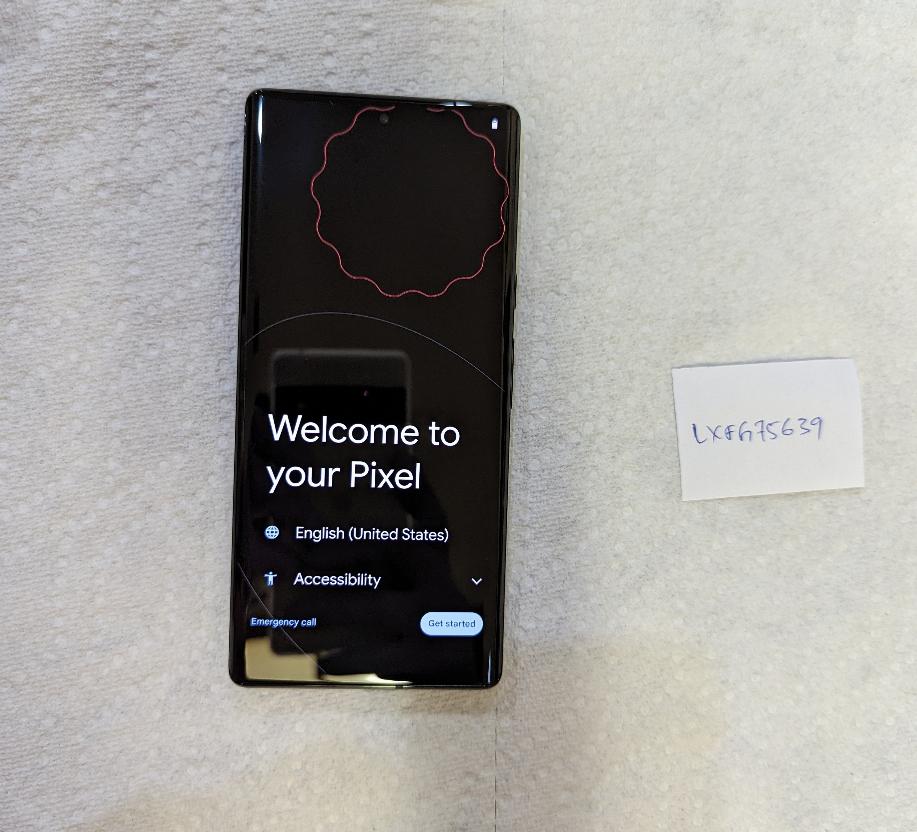 Welcome to
your Pixel
English (United States)
Accessibility
Emergency call
Get started
LXFG75639